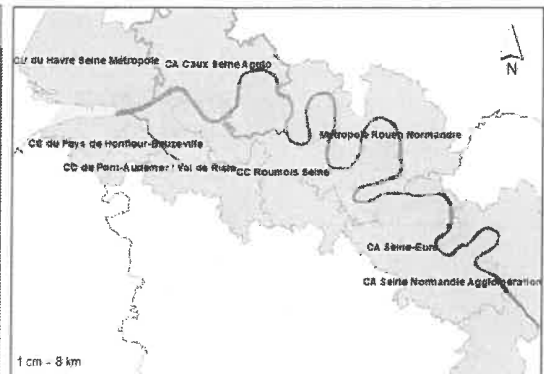 CU du Havre Seine Métropole
CA Caux Seine Agglo
N
Métropole Rouen Normandie
CC du Pays de Honfleur-Beuzeville
CC de Pont-Audemer / Val de Risle
CC Roumois Seine
CA Seine-Eure
CA Seine Normandie Agglomération
1 cm = 8 km